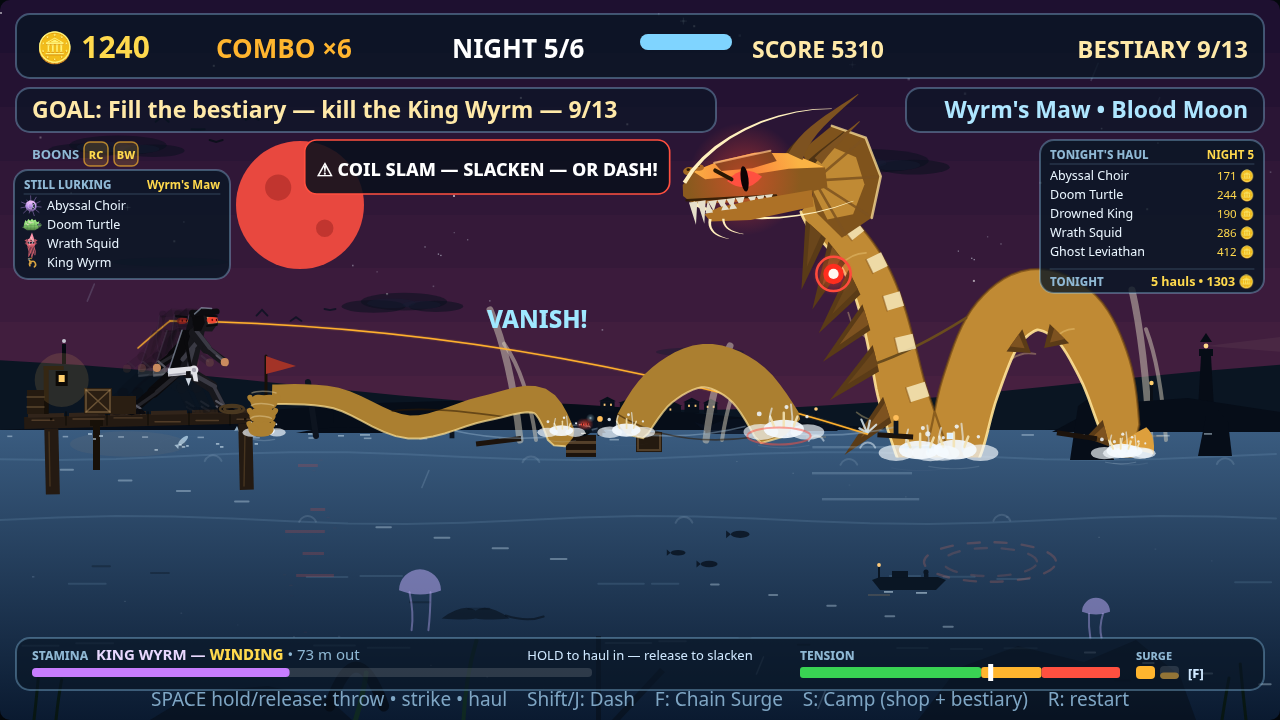 1240 COMBO ×6 NIGHT 5/6 SCORE 5310 BESTIARY 9/13
GOAL: Fill the bestiary — kill the King Wyrm — 9/13
Wyrm's Maw • Blood Moon
BOONS RC BW
STILL LURKING Wyrm's Maw
Abyssal Choir
Doom Turtle
Wrath Squid
King Wyrm
⚠ COIL SLAM — SLACKEN — OR DASH!
TONIGHT'S HAUL NIGHT 5
Abyssal Choir 171
Doom Turtle 244
Drowned King 190
Wrath Squid 286
Ghost Leviathan 412
TONIGHT 5 hauls • 1303
VANISH!
STAMINA KING WYRM — WINDING • 73 m out
HOLD to haul in — release to slacken
TENSION
SURGE
[F]
SPACE hold/release: throw • strike • haul Shift/J: Dash F: Chain Surge S: Camp (shop + bestiary) R: restart